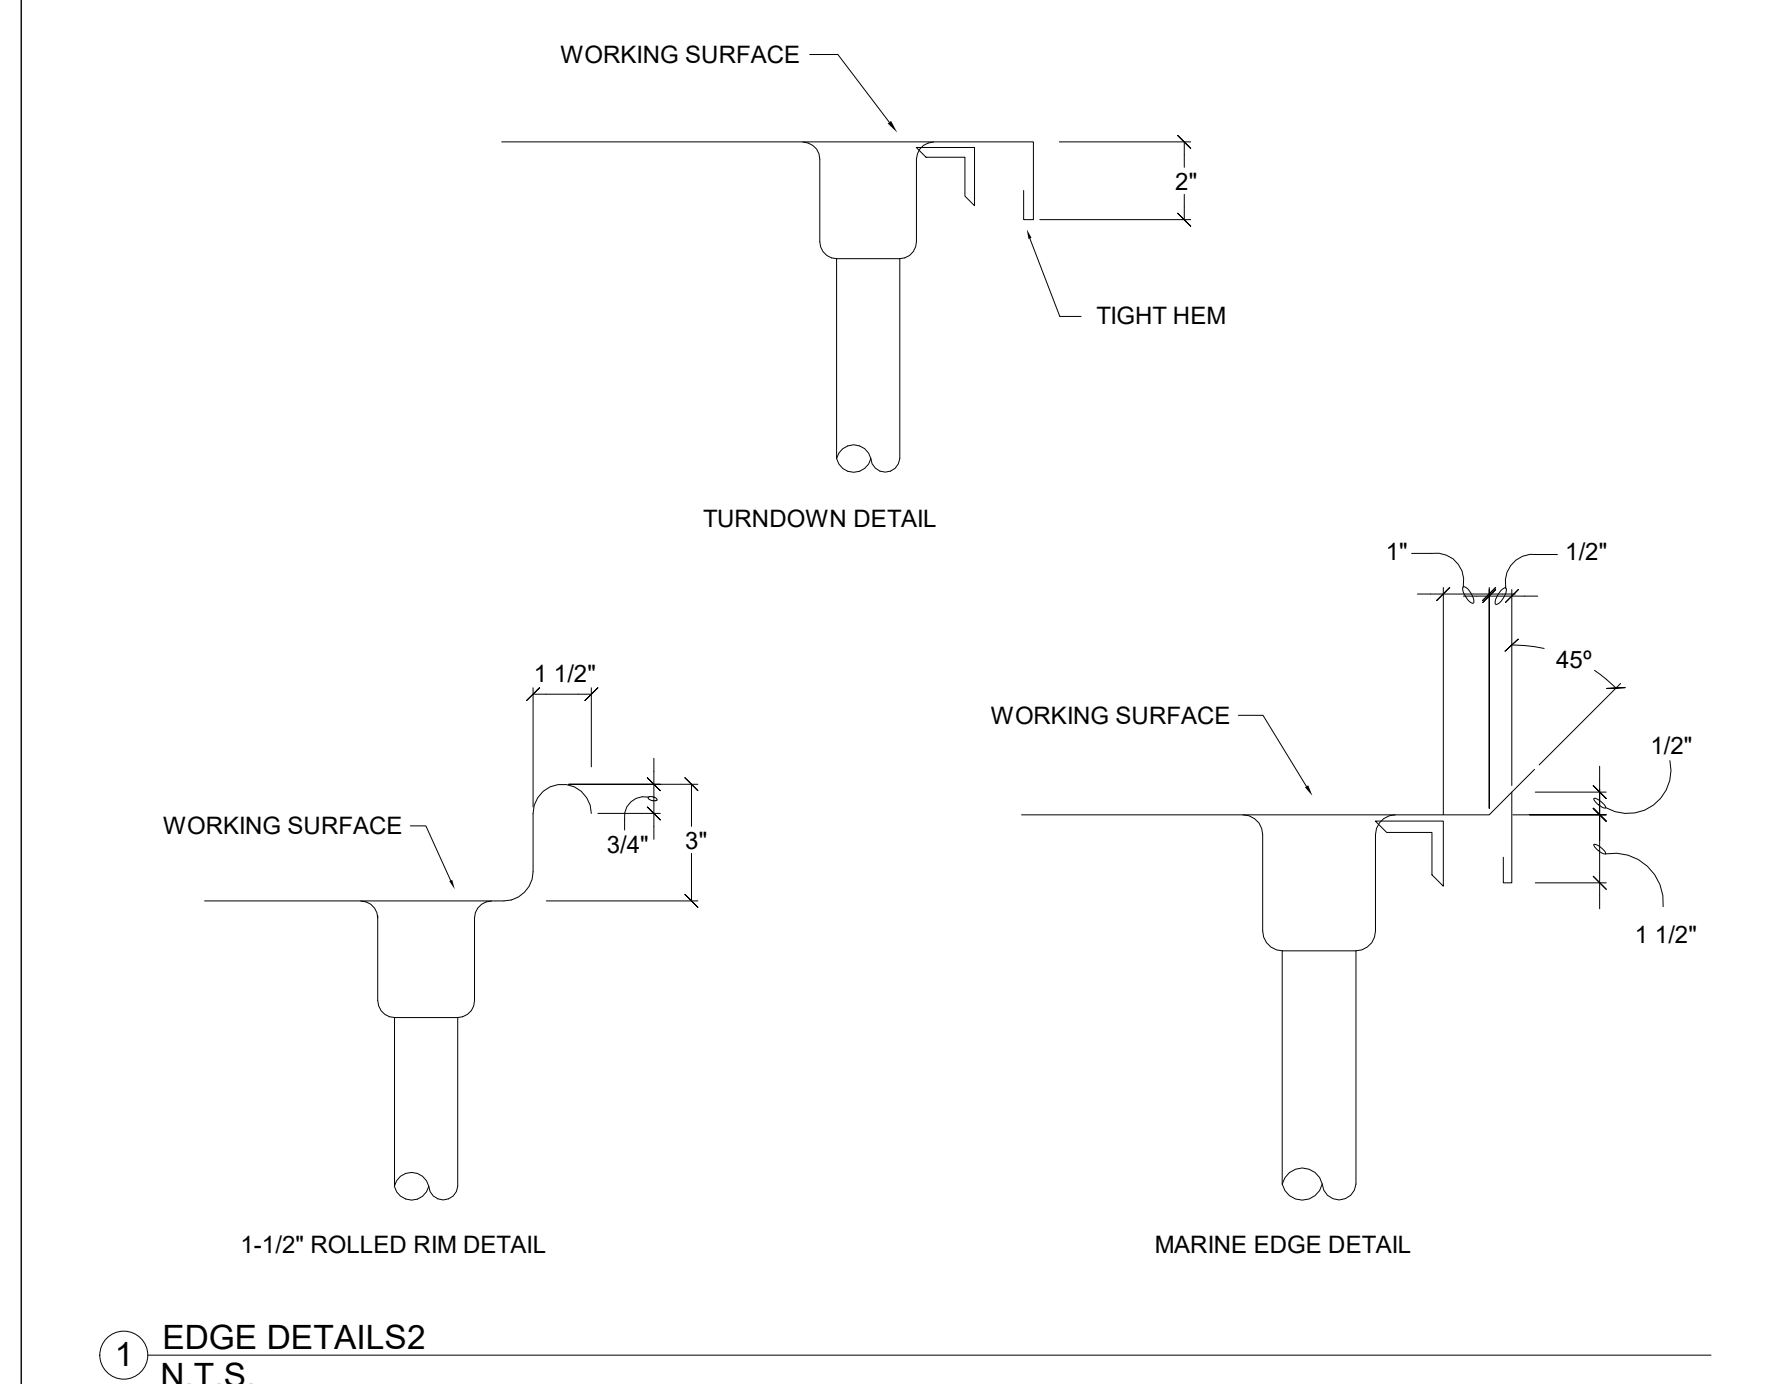 WORKING SURFACE
2"
TIGHT HEM
TURNDOWN DETAIL
1"
1/2"
45º
1 1/2"
WORKING SURFACE
1/2"
WORKING SURFACE
3/4"
3"
1 1/2"
1-1/2" ROLLED RIM DETAIL
MARINE EDGE DETAIL
1
EDGE DETAILS2
N.T.S.